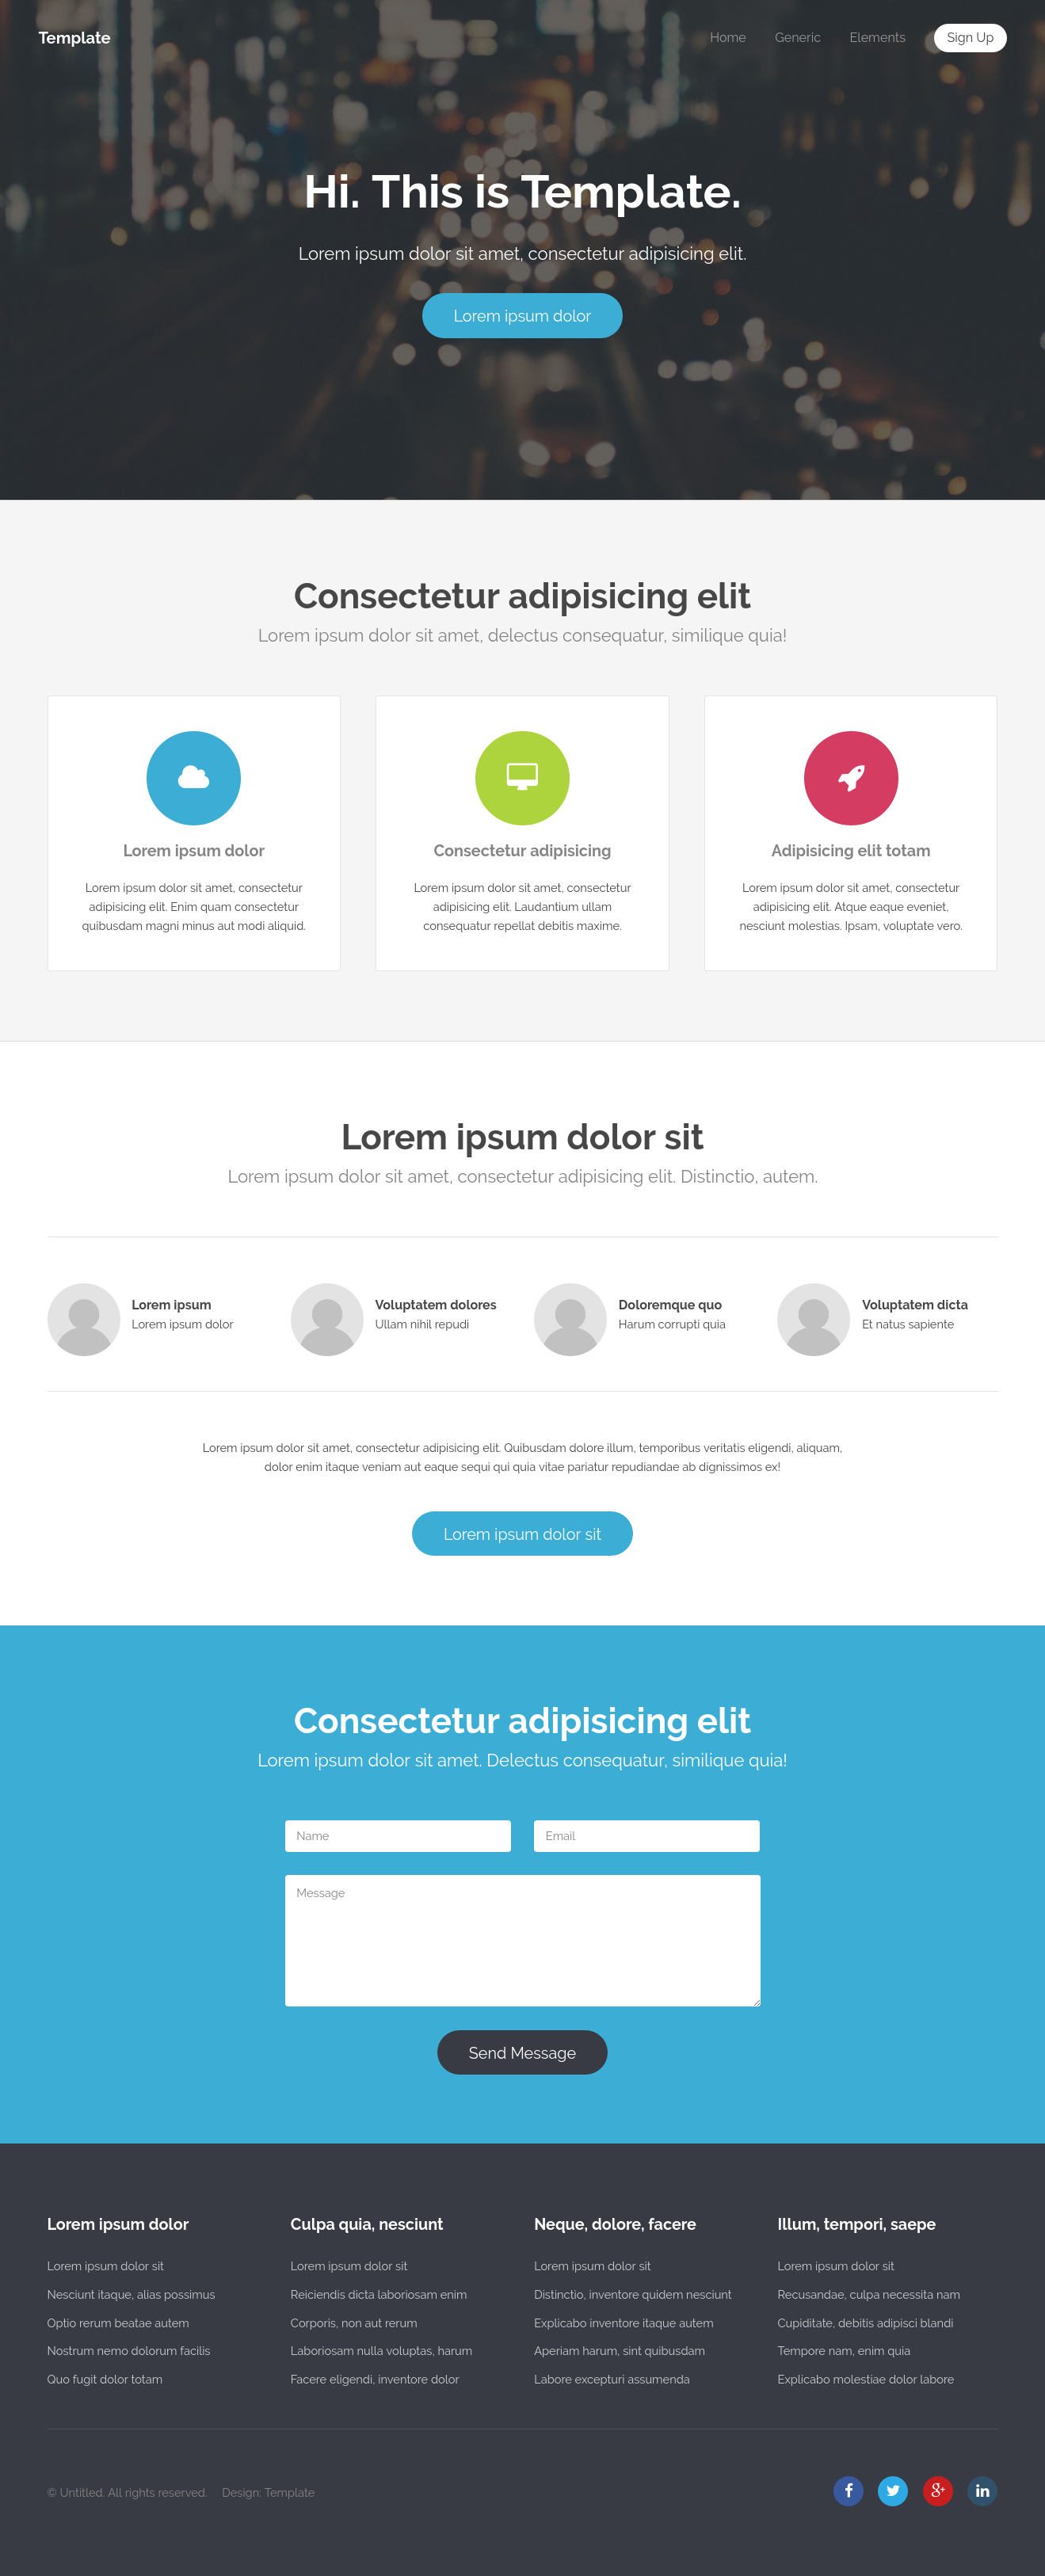 Template
Home
Generic
Elements
Sign Up
Hi. This is Template.
Lorem ipsum dolor sit amet, consectetur adipisicing elit.
Lorem ipsum dolor
Consectetur adipisicing elit
Lorem ipsum dolor sit amet, delectus consequatur, similique quia!
Lorem ipsum dolor
Lorem ipsum dolor sit amet, consectetur
adipisicing elit. Enim quam consectetur
quibusdam magni minus aut modi aliquid.
Consectetur adipisicing
Lorem ipsum dolor sit amet, consectetur
adipisicing elit. Laudantium ullam
consequatur repellat debitis maxime.
Adipisicing elit totam
Lorem ipsum dolor sit amet, consectetur
adipisicing elit. Atque eaque eveniet,
nesciunt molestias. Ipsam, voluptate vero.
Lorem ipsum dolor sit
Lorem ipsum dolor sit amet, consectetur adipisicing elit. Distinctio, autem.
Lorem ipsum
Lorem ipsum dolor
Voluptatem dolores
Ullam nihil repudi
Doloremque quo
Harum corrupti quia
Voluptatem dicta
Et natus sapiente
Lorem ipsum dolor sit amet, consectetur adipisicing elit. Quibusdam dolore illum, temporibus veritatis eligendi, aliquam,
dolor enim itaque veniam aut eaque sequi qui quia vitae pariatur repudiandae ab dignissimos ex!
Lorem ipsum dolor sit
Consectetur adipisicing elit
Lorem ipsum dolor sit amet. Delectus consequatur, similique quia!
Name
Email
Message
Send Message
Lorem ipsum dolor
Lorem ipsum dolor sit
Nesciunt itaque, alias possimus
Optio rerum beatae autem
Nostrum nemo dolorum facilis
Quo fugit dolor totam
Culpa quia, nesciunt
Lorem ipsum dolor sit
Reiciendis dicta laboriosam enim
Corporis, non aut rerum
Laboriosam nulla voluptas, harum
Facere eligendi, inventore dolor
Neque, dolore, facere
Lorem ipsum dolor sit
Distinctio, inventore quidem nesciunt
Explicabo inventore itaque autem
Aperiam harum, sint quibusdam
Labore excepturi assumenda
Illum, tempori, saepe
Lorem ipsum dolor sit
Recusandae, culpa necessita nam
Cupiditate, debitis adipisci blandi
Tempore nam, enim quia
Explicabo molestiae dolor labore
© Untitled. All rights reserved.
Design: Template